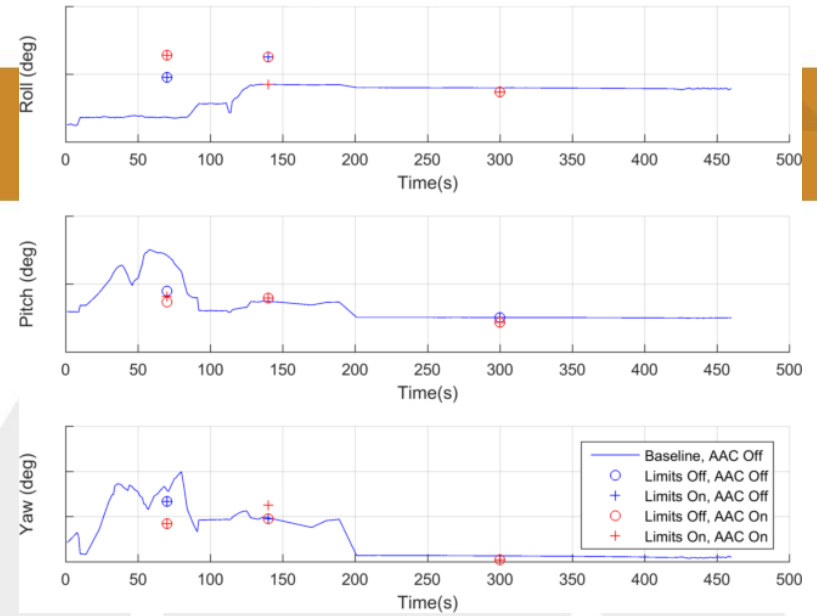 Roll (deg)
0 50 100 150 200 250 300 350 400 450 500
Time(s)
Pitch (deg)
0 50 100 150 200 250 300 350 400 450 500
Time(s)
Yaw (deg)
Baseline, AAC Off
Limits Off, AAC Off
Limits On, AAC Off
Limits Off, AAC On
Limits On, AAC On
0 50 100 150 200 250 300 350 400 450 500
Time(s)